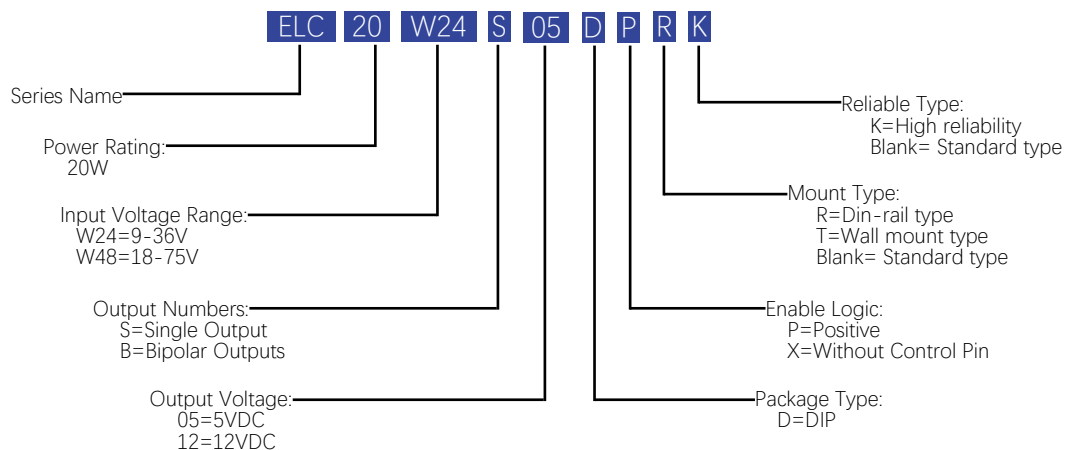 ELC 20 W24 S 05 D P R K
Series Name
Power Rating:
20W
Input Voltage Range:
W24=9-36V
W48=18-75V
Output Numbers:
S=Single Output
B=Bipolar Outputs
Output Voltage:
05=5VDC
12=12VDC
Reliable Type:
K=High reliability
Blank= Standard type
Mount Type:
R=Din-rail type
T=Wall mount type
Blank= Standard type
Enable Logic:
P=Positive
X=Without Control Pin
Package Type:
D=DIP